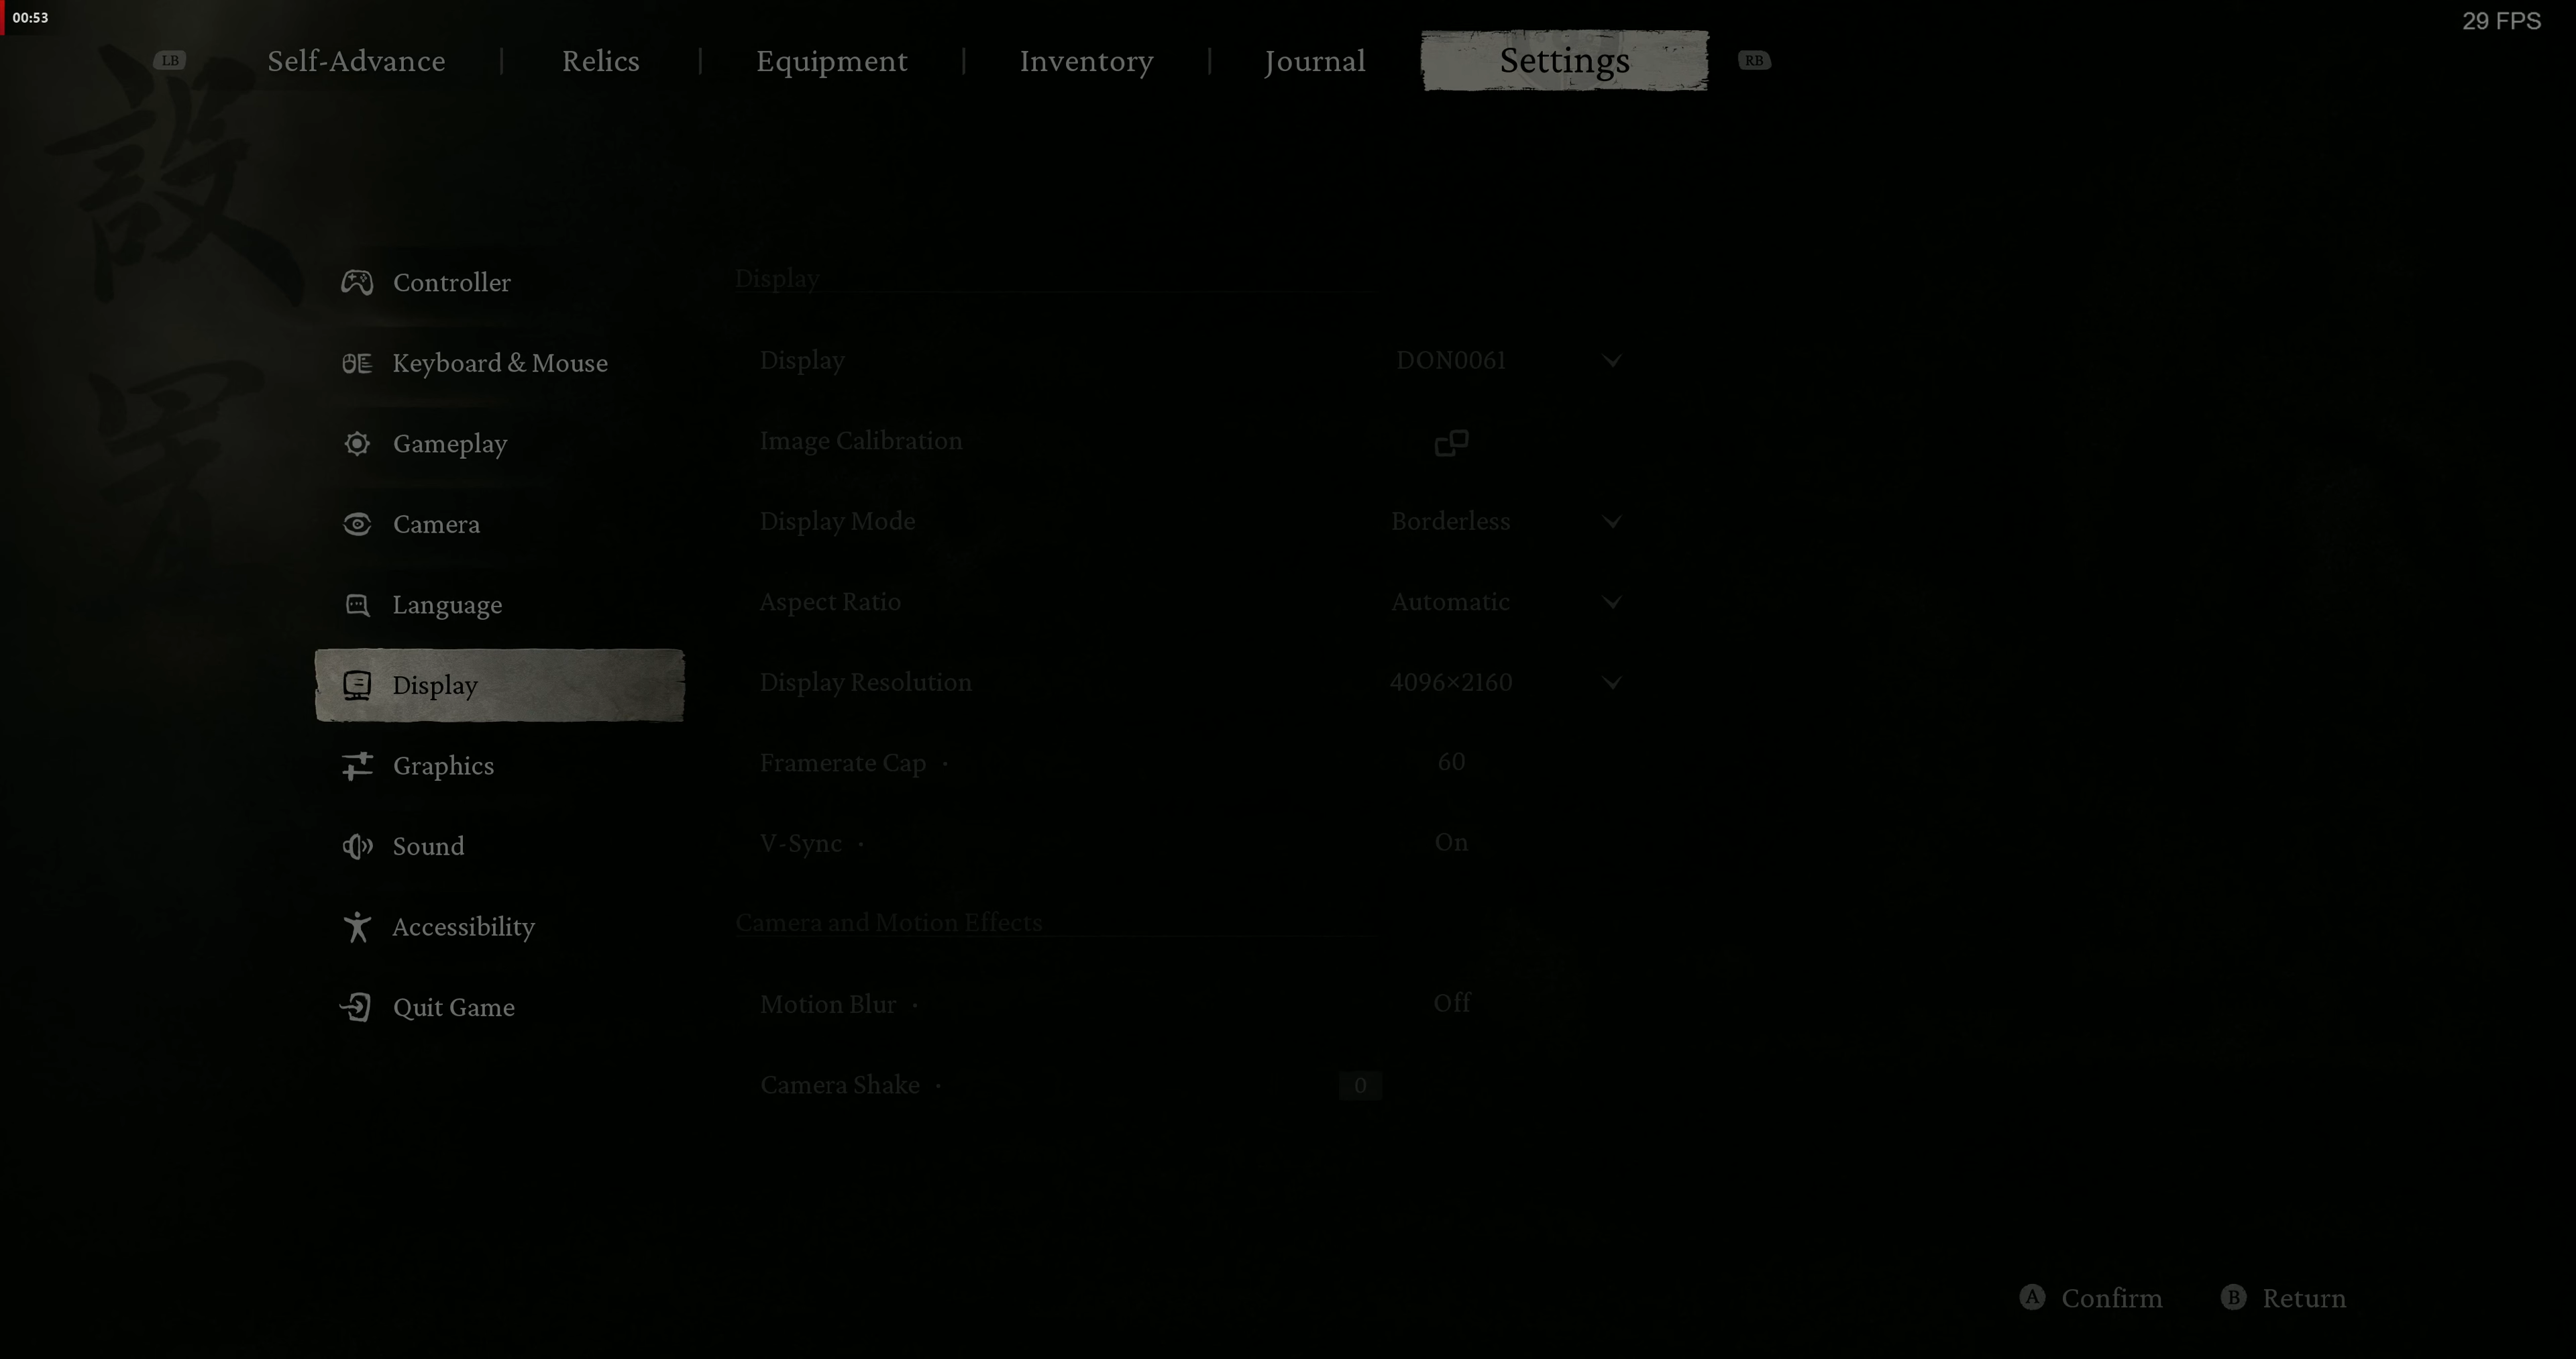 00:53
29 FPS
LB Self-Advance | Relics | Equipment | Inventory | Journal Settings RB
設
置
Controller
Keyboard & Mouse
Gameplay
Camera
Language
Display
Graphics
Sound
Accessibility
Quit Game
Display
Display DON0061
Image Calibration
Display Mode Borderless
Aspect Ratio Automatic
Display Resolution 4096×2160
Framerate Cap · 60
V-Sync · On
Camera and Motion Effects
Motion Blur · Off
Camera Shake · 0
A Confirm B Return